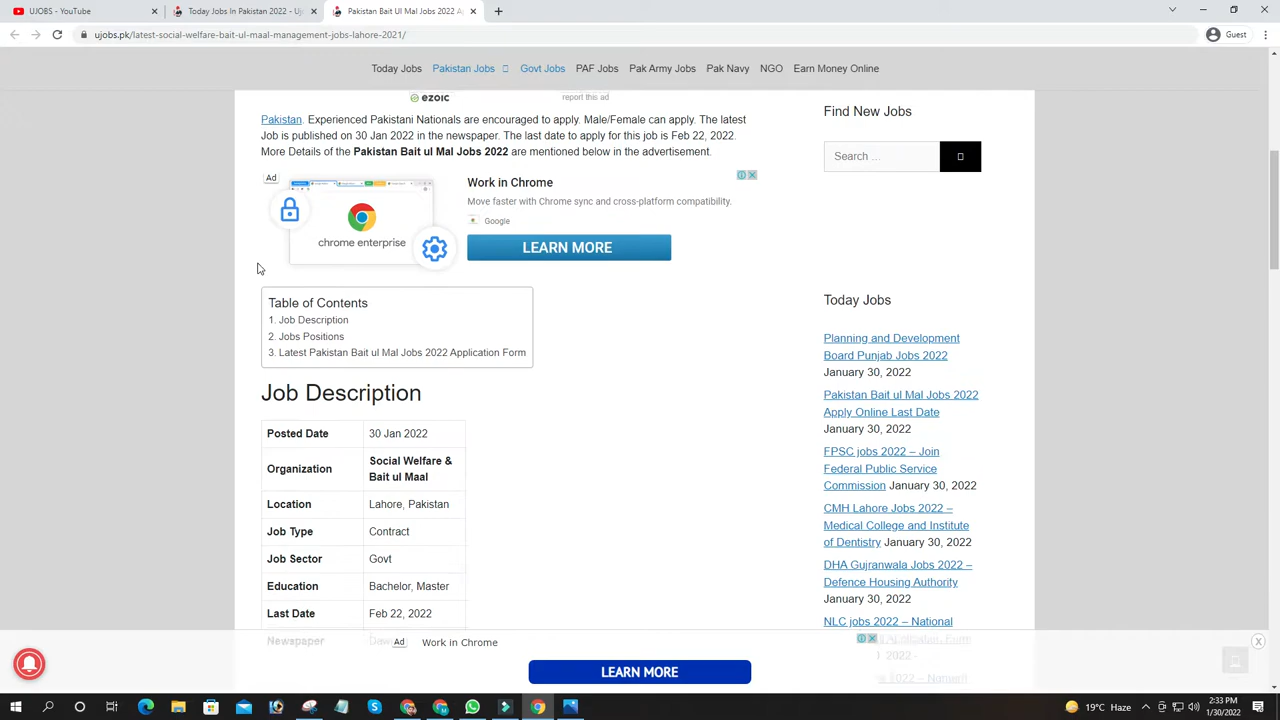 UJOBS - YouTube
Today Jobs In Pakistan 2022 - Uj
Pakistan Bait ul Mal Jobs 2022 A
ujobs.pk/latest-social-welfare-bait-ul-maal-management-jobs-lahore-2021/
Guest
Today Jobs Pakistan Jobs Govt Jobs PAF Jobs Pak Army Jobs Pak Navy NGO Earn Money Online
ezoic report this ad
Pakistan. Experienced Pakistani Nationals are encouraged to apply. Male/Female can apply. The latest
Job is published on 30 Jan 2022 in the newspaper. The last date to apply for this job is Feb 22, 2022.
More Details of the Pakistan Bait ul Mal Jobs 2022 are mentioned below in the advertisement.
Ad
chrome enterprise
Work in Chrome
Move faster with Chrome sync and cross-platform compatibility.
Google
LEARN MORE
Table of Contents
1. Job Description
2. Jobs Positions
3. Latest Pakistan Bait ul Mal Jobs 2022 Application Form
Job Description
Posted Date 30 Jan 2022
Organization Social Welfare &
Bait ul Maal
Location Lahore, Pakistan
Job Type Contract
Job Sector Govt
Education Bachelor, Master
Last Date Feb 22, 2022
Newspaper
Find New Jobs
Search ...
Today Jobs
Planning and Development
Board Punjab Jobs 2022
January 30, 2022
Pakistan Bait ul Mal Jobs 2022
Apply Online Last Date
January 30, 2022
FPSC jobs 2022 – Join
Federal Public Service
Commission January 30, 2022
CMH Lahore Jobs 2022 –
Medical College and Institute
of Dentistry January 30, 2022
DHA Gujranwala Jobs 2022 –
Defence Housing Authority
January 30, 2022
NLC jobs 2022 – National
Ad Work in Chrome
LEARN MORE
19°C Haze
2:33 PM
1/30/2022